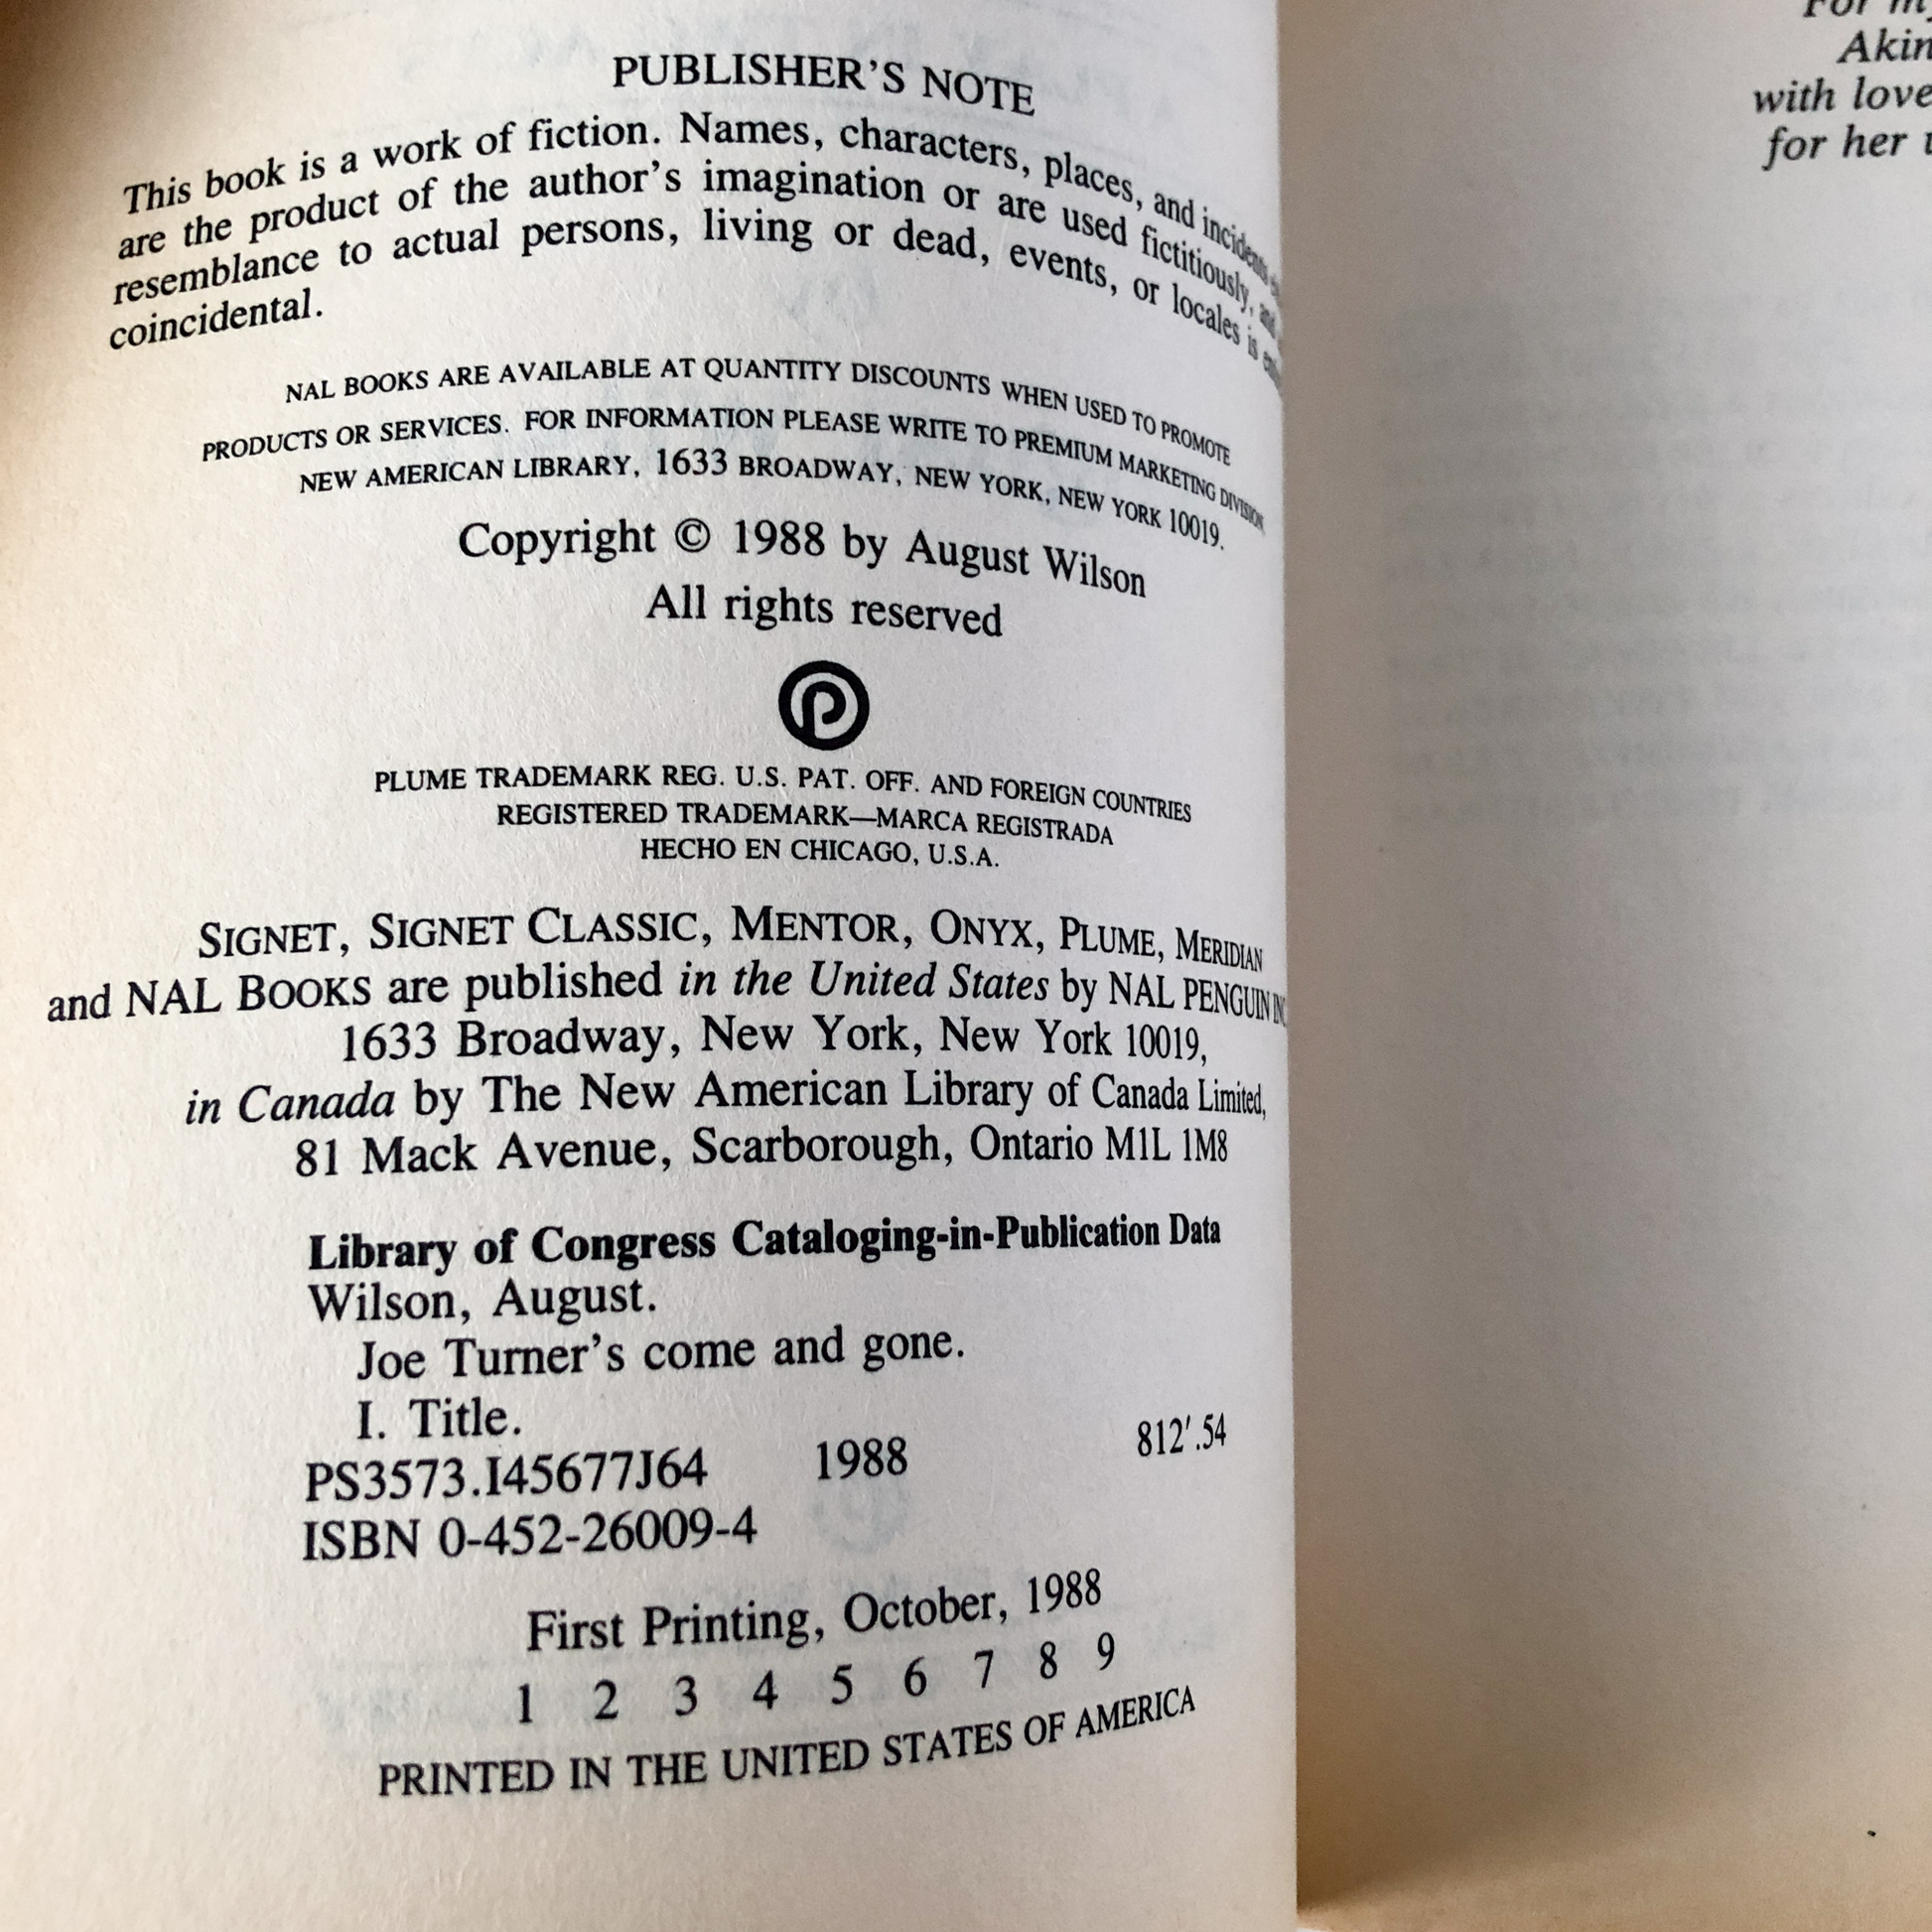 PUBLISHER'S NOTE
This book is a work of fiction. Names, characters, places, and incidents
are the product of the author's imagination or are used fictitiously, and
resemblance to actual persons, living or dead, events, or locales is
coincidental.
NAL BOOKS ARE AVAILABLE AT QUANTITY DISCOUNTS WHEN USED TO PROMOTE
PRODUCTS OR SERVICES. FOR INFORMATION PLEASE WRITE TO PREMIUM MARKETING DIVISION
NEW AMERICAN LIBRARY, 1633 BROADWAY, NEW YORK, NEW YORK 10019.
Copyright © 1988 by August Wilson
All rights reserved
P
PLUME TRADEMARK REG. U.S. PAT. OFF. AND FOREIGN COUNTRIES
REGISTERED TRADEMARK—MARCA REGISTRADA
HECHO EN CHICAGO, U.S.A.
SIGNET, SIGNET CLASSIC, MENTOR, ONYX, PLUME, MERIDIAN
and NAL BOOKS are published in the United States by NAL PENGUIN INC.
1633 Broadway, New York, New York 10019,
in Canada by The New American Library of Canada Limited,
81 Mack Avenue, Scarborough, Ontario M1L 1M8
Library of Congress Cataloging-in-Publication Data
Wilson, August.
Joe Turner's come and gone.
I. Title.
PS3573.I45677J64 1988 812'.54
ISBN 0-452-26009-4
First Printing, October, 1988
1 2 3 4 5 6 7 8 9
PRINTED IN THE UNITED STATES OF AMERICA
For
with love
for her